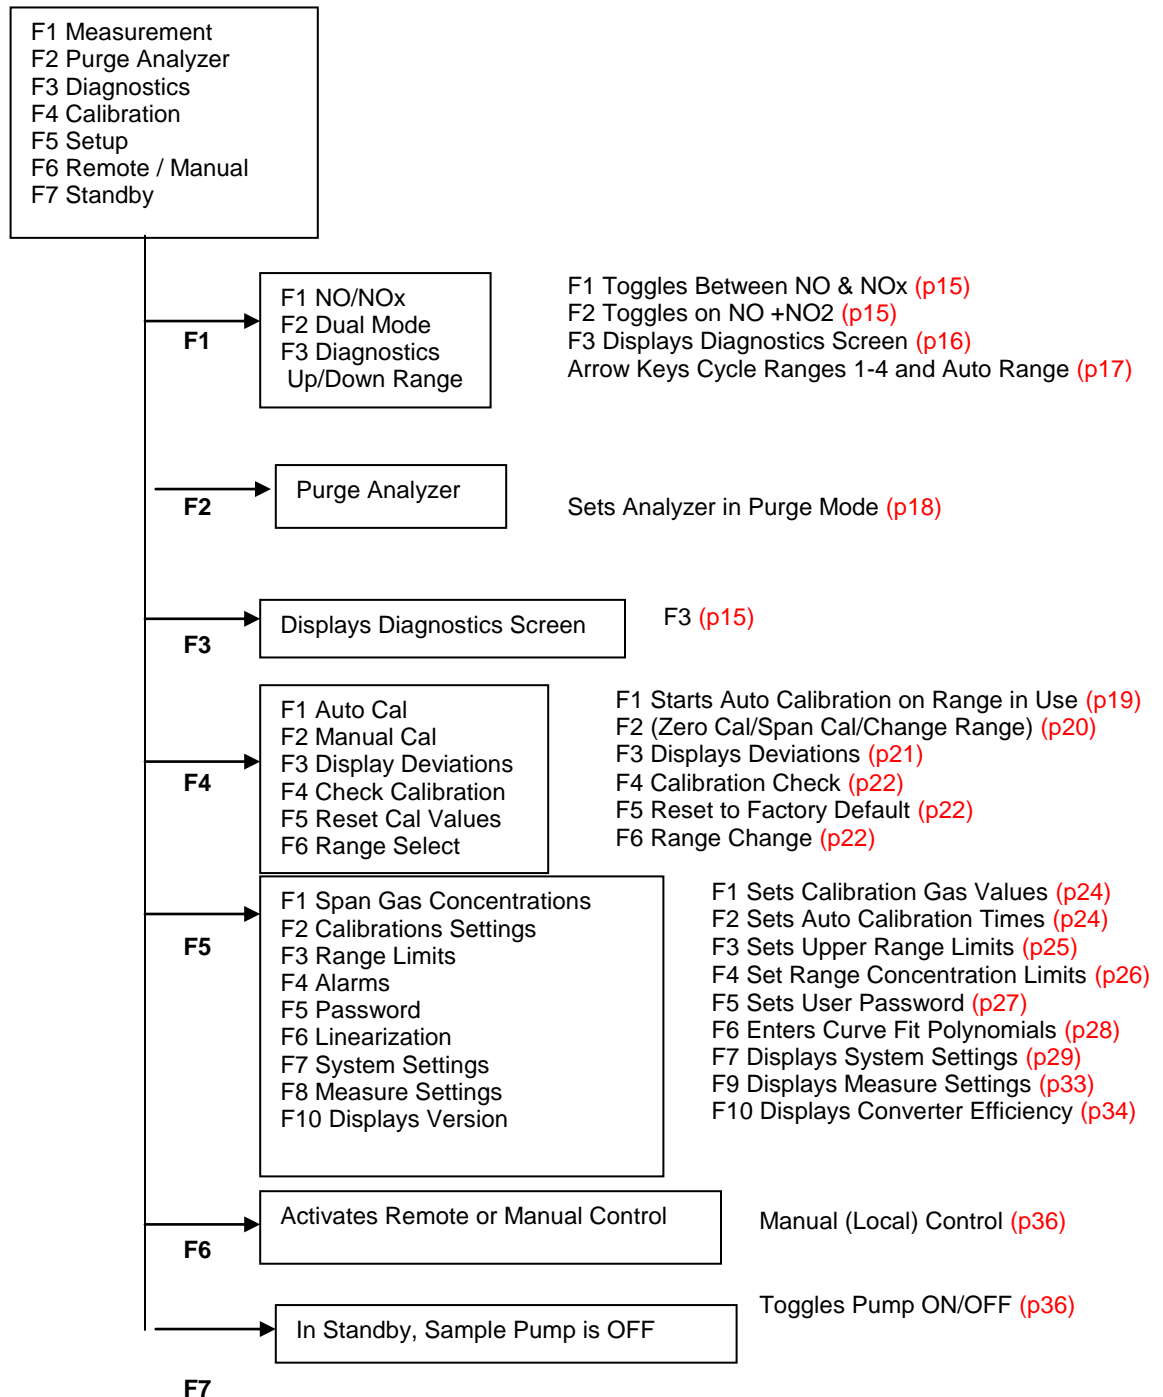 F1 Measurement
F2 Purge Analyzer
F3 Diagnostics
F4 Calibration
F5 Setup
F6 Remote / Manual
F7 Standby
F1
F1 NO/NOx
F2 Dual Mode
F3 Diagnostics
Up/Down Range
F1 Toggles Between NO & NOx (p15)
F2 Toggles on NO +NO2 (p15)
F3 Displays Diagnostics Screen (p16)
Arrow Keys Cycle Ranges 1-4 and Auto Range (p17)
F2
Purge Analyzer
Sets Analyzer in Purge Mode (p18)
F3
Displays Diagnostics Screen
F3 (p15)
F4
F1 Auto Cal
F2 Manual Cal
F3 Display Deviations
F4 Check Calibration
F5 Reset Cal Values
F6 Range Select
F1 Starts Auto Calibration on Range in Use (p19)
F2 (Zero Cal/Span Cal/Change Range) (p20)
F3 Displays Deviations (p21)
F4 Calibration Check (p22)
F5 Reset to Factory Default (p22)
F6 Range Change (p22)
F5
F1 Span Gas Concentrations
F2 Calibrations Settings
F3 Range Limits
F4 Alarms
F5 Password
F6 Linearization
F7 System Settings
F8 Measure Settings
F10 Displays Version
F1 Sets Calibration Gas Values (p24)
F2 Sets Auto Calibration Times (p24)
F3 Sets Upper Range Limits (p25)
F4 Set Range Concentration Limits (p26)
F5 Sets User Password (p27)
F6 Enters Curve Fit Polynomials (p28)
F7 Displays System Settings (p29)
F9 Displays Measure Settings (p33)
F10 Displays Converter Efficiency (p34)
F6
Activates Remote or Manual Control
Manual (Local) Control (p36)
F7
In Standby, Sample Pump is OFF
Toggles Pump ON/OFF (p36)